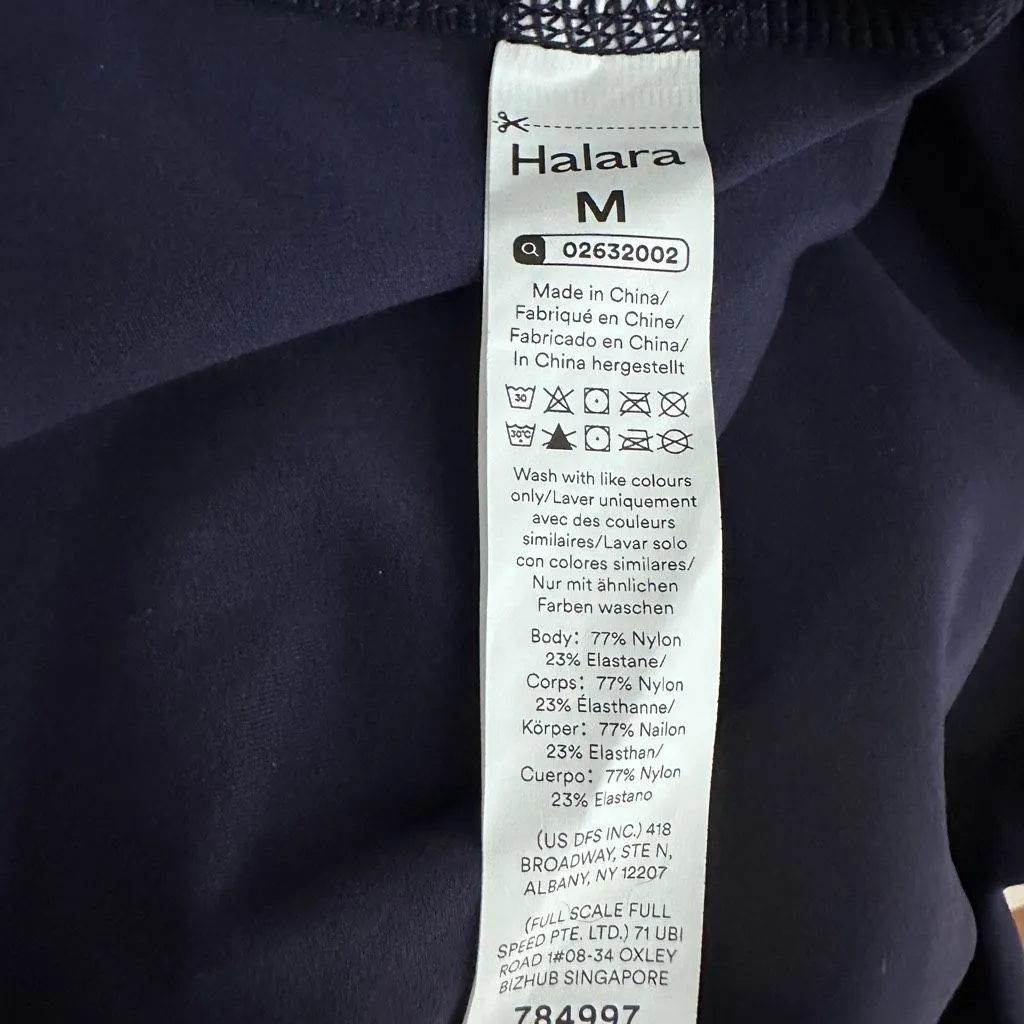 Halara
M
02632002
Made in China/
Fabriqué en Chine/
Fabricado en China/
In China hergestellt
30
30°C
Wash with like colours
only/Laver uniquement
avec des couleurs
similaires/Lavar solo
con colores similares/
Nur mit ähnlichen
Farben waschen
Body: 77% Nylon
23% Elastane/
Corps: 77% Nylon
23% Élasthanne/
Körper: 77% Nailon
23% Elasthan/
Cuerpo: 77% Nylon
23% Elastano
(US DFS INC.) 418
BROADWAY, STE N,
ALBANY, NY 12207
(FULL SCALE FULL
SPEED PTE. LTD.) 71 UBI
ROAD 1#08-34 OXLEY
BIZHUB SINGAPORE
784997